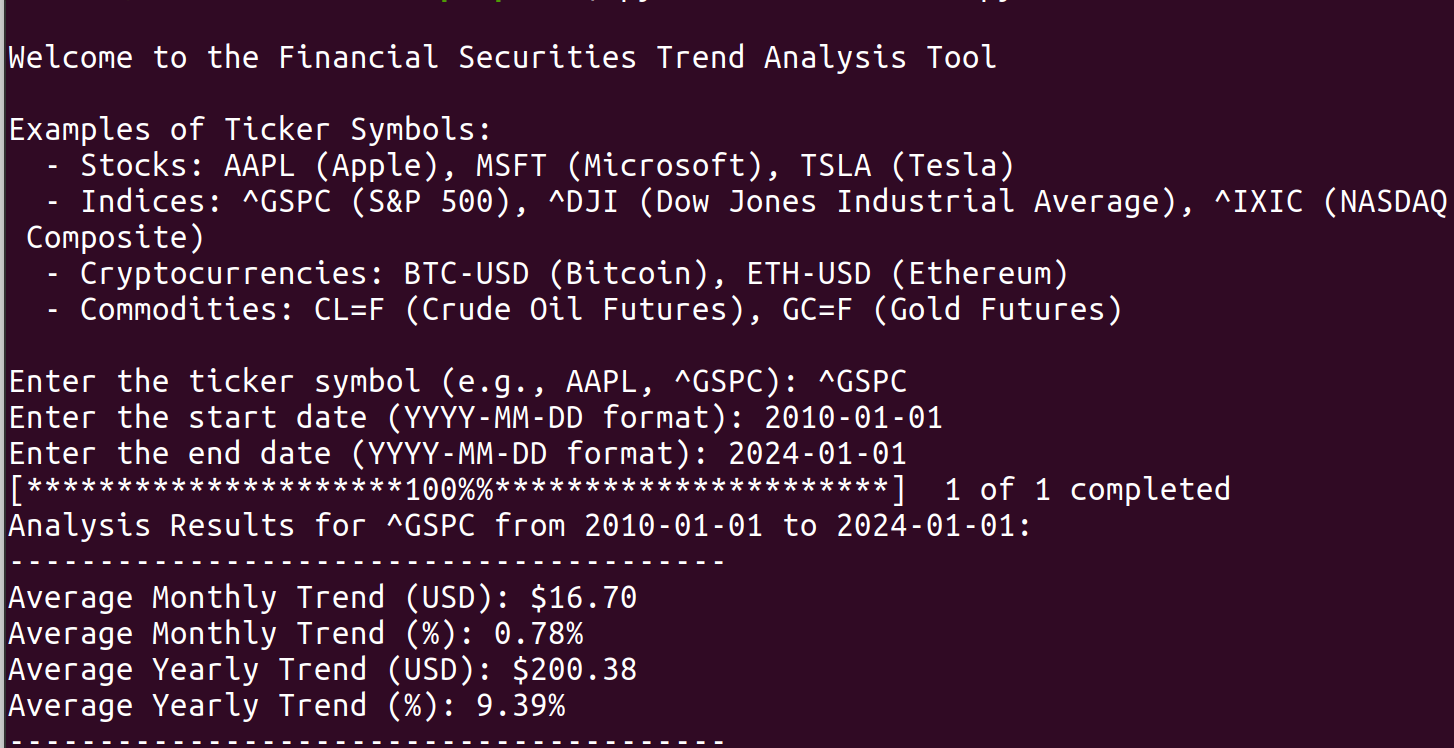 Welcome to the Financial Securities Trend Analysis Tool
Examples of Ticker Symbols:
  - Stocks: AAPL (Apple), MSFT (Microsoft), TSLA (Tesla)
  - Indices: ^GSPC (S&P 500), ^DJI (Dow Jones Industrial Average), ^IXIC (NASDAQ
 Composite)
  - Cryptocurrencies: BTC-USD (Bitcoin), ETH-USD (Ethereum)
  - Commodities: CL=F (Crude Oil Futures), GC=F (Gold Futures)
Enter the ticker symbol (e.g., AAPL, ^GSPC): ^GSPC
Enter the start date (YYYY-MM-DD format): 2010-01-01
Enter the end date (YYYY-MM-DD format): 2024-01-01
[*********************100%%**********************]  1 of 1 completed
Analysis Results for ^GSPC from 2010-01-01 to 2024-01-01:
----------------------------------------
Average Monthly Trend (USD): $16.70
Average Monthly Trend (%): 0.78%
Average Yearly Trend (USD): $200.38
Average Yearly Trend (%): 9.39%
----------------------------------------